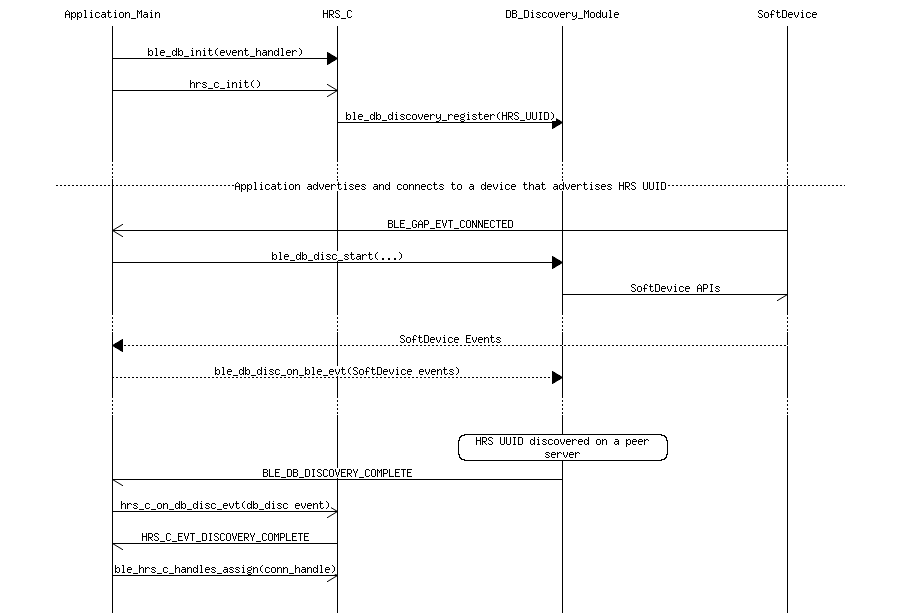 Application_Main HRS_C DB_Discovery_Module SoftDevice
ble_db_init(event_handler)
hrs_c_init()
ble_db_discovery_register(HRS_UUID)
Application advertises and connects to a device that advertises HRS UUID
BLE_GAP_EVT_CONNECTED
ble_db_disc_start(...)
SoftDevice APIs
SoftDevice Events
ble_db_disc_on_ble_evt(SoftDevice events)
HRS UUID discovered on a peer
server
BLE_DB_DISCOVERY_COMPLETE
hrs_c_on_db_disc_evt(db_disc event)
HRS_C_EVT_DISCOVERY_COMPLETE
ble_hrs_c_handles_assign(conn_handle)